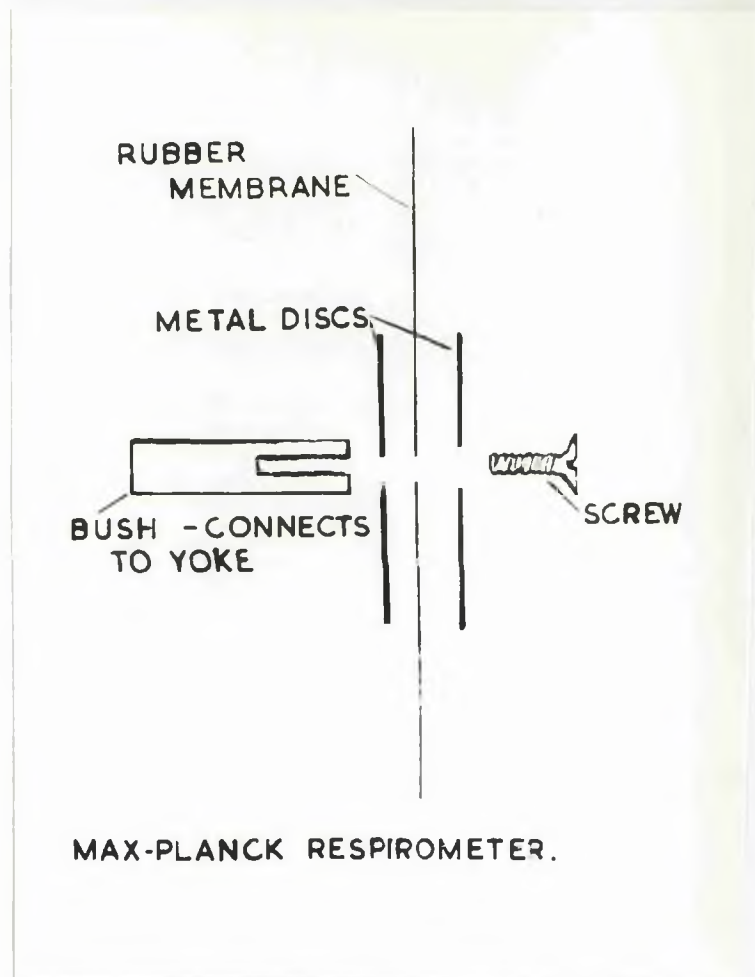 RUBBER
MEMBRANE
METAL DISCS
BUSH - CONNECTS
TO YOKE
SCREW
MAX-PLANCK RESPIROMETER.